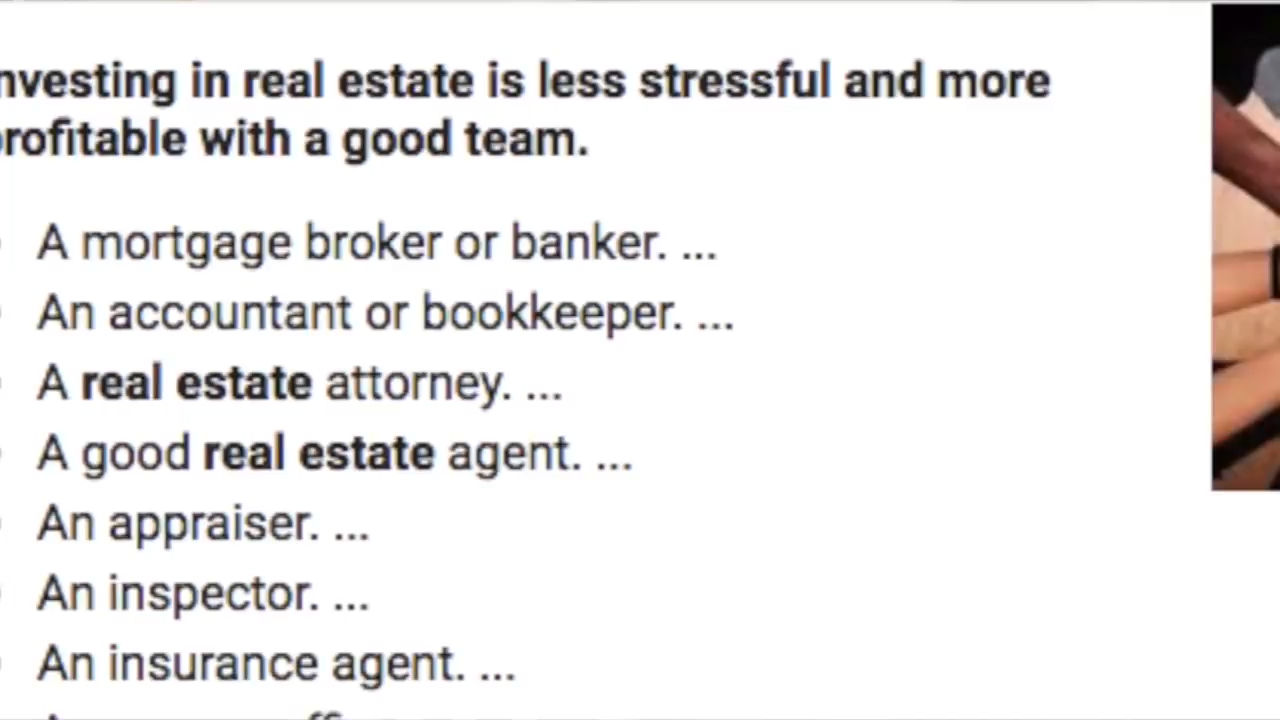 nvesting in real estate is less stressful and more
rofitable with a good team.
A mortgage broker or banker. ...
An accountant or bookkeeper. ...
A real estate attorney. ...
A good real estate agent. ...
An appraiser. ...
An inspector. ...
An insurance agent. ...